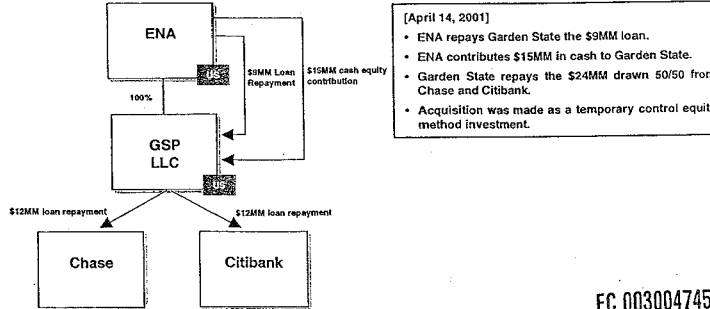 ENA
US
100%
$9MM Loan
Repayment
$15MM cash equity
contribution
GSP
LLC
US
$12MM loan repayment
$12MM loan repayment
Chase
Citibank
[April 14, 2001]
• ENA repays Garden State the $9MM loan.
• ENA contributes $15MM in cash to Garden State.
• Garden State repays the $24MM drawn 50/50 from
Chase and Citibank.
• Acquisition was made as a temporary control equit
method investment.
EC 003004745